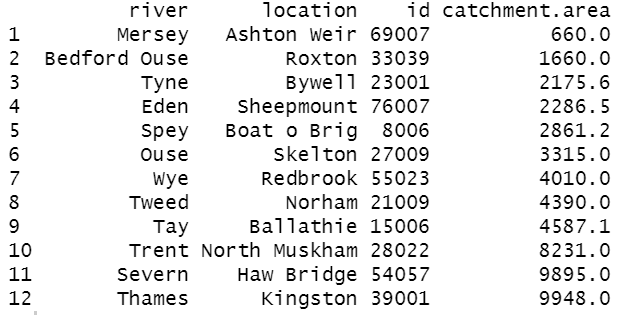 river location id catchment.area
1 Mersey Ashton Weir 69007 660.0
2 Bedford Ouse Roxton 33039 1660.0
3 Tyne Bywell 23001 2175.6
4 Eden Sheepmount 76007 2286.5
5 Spey Boat o Brig 8006 2861.2
6 Ouse Skelton 27009 3315.0
7 Wye Redbrook 55023 4010.0
8 Tweed Norham 21009 4390.0
9 Tay Ballathie 15006 4587.1
10 Trent North Muskham 28022 8231.0
11 Severn Haw Bridge 54057 9895.0
12 Thames Kingston 39001 9948.0